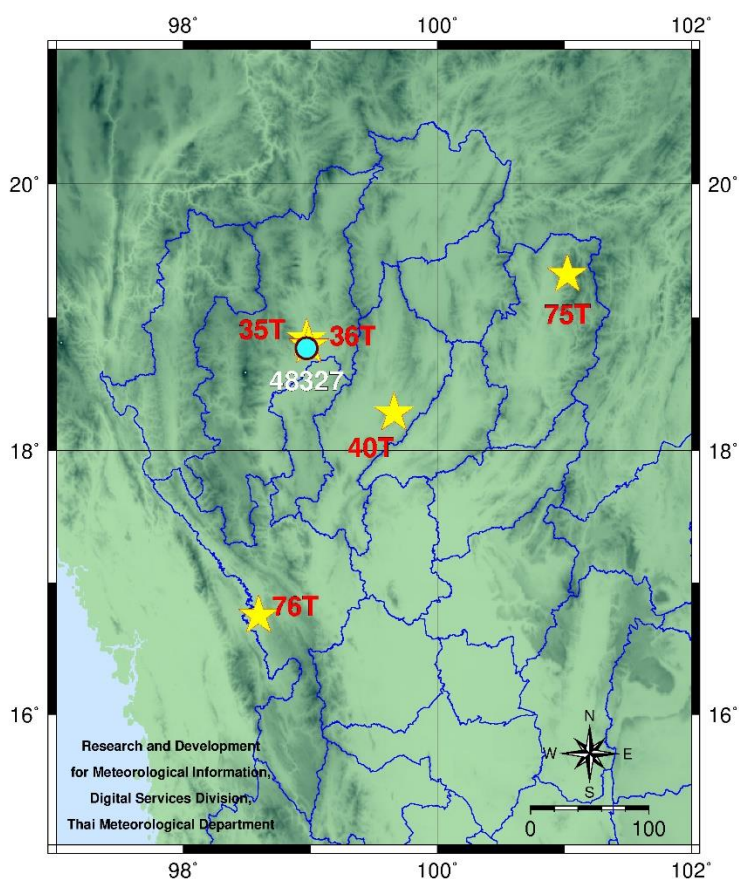 98° 100° 102°
20° 20°
75T
35T 36T
48327
40T
18° 18°
76T
16° 16°
N
W E
S
Research and Development
for Meteorological Information,
Digital Services Division,
Thai Meteorological Department
0 100
98° 100° 102°